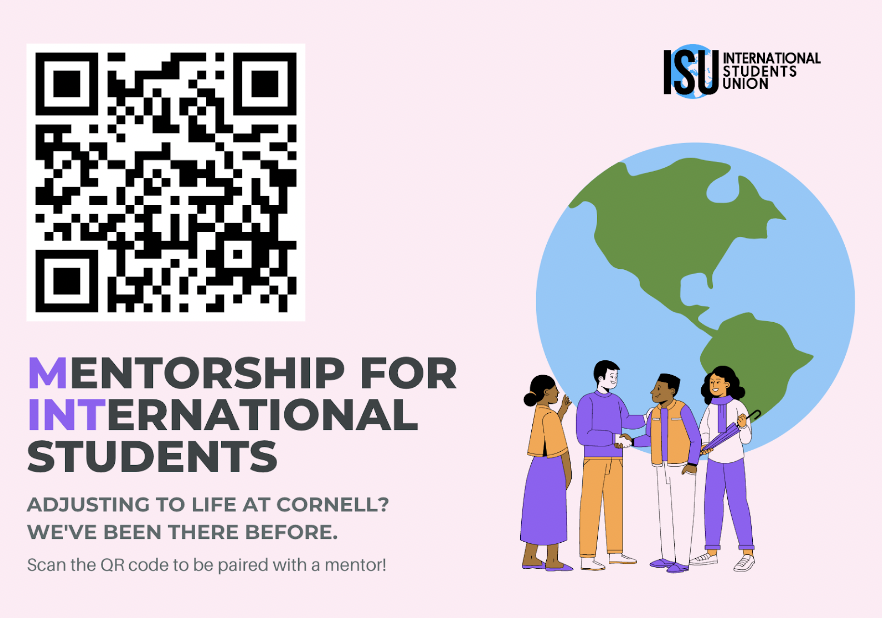 ISU INTERNATIONAL
STUDENTS
UNION
MENTORSHIP FOR
INTERNATIONAL
STUDENTS
ADJUSTING TO LIFE AT CORNELL?
WE'VE BEEN THERE BEFORE.
Scan the QR code to be paired with a mentor!